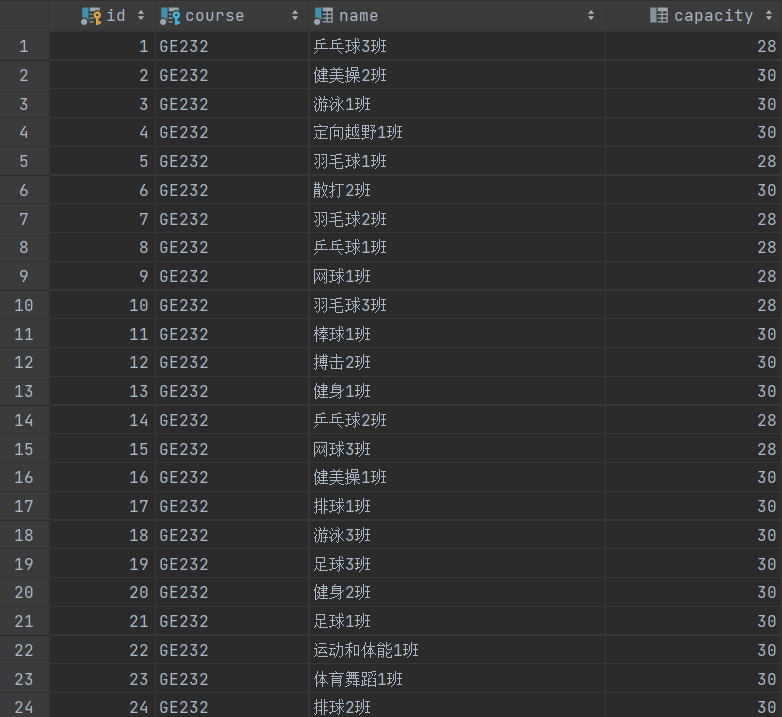 id course name capacity
1 1 GE232 乒乓球3班 28
2 2 GE232 健美操2班 30
3 3 GE232 游泳1班 30
4 4 GE232 定向越野1班 30
5 5 GE232 羽毛球1班 28
6 6 GE232 散打2班 30
7 7 GE232 羽毛球2班 28
8 8 GE232 乒乓球1班 28
9 9 GE232 网球1班 28
10 10 GE232 羽毛球3班 28
11 11 GE232 棒球1班 30
12 12 GE232 搏击2班 30
13 13 GE232 健身1班 30
14 14 GE232 乒乓球2班 28
15 15 GE232 网球3班 28
16 16 GE232 健美操1班 30
17 17 GE232 排球1班 30
18 18 GE232 游泳3班 30
19 19 GE232 足球3班 30
20 20 GE232 健身2班 30
21 21 GE232 足球1班 30
22 22 GE232 运动和体能1班 30
23 23 GE232 体育舞蹈1班 30
24 24 GE232 排球2班 30